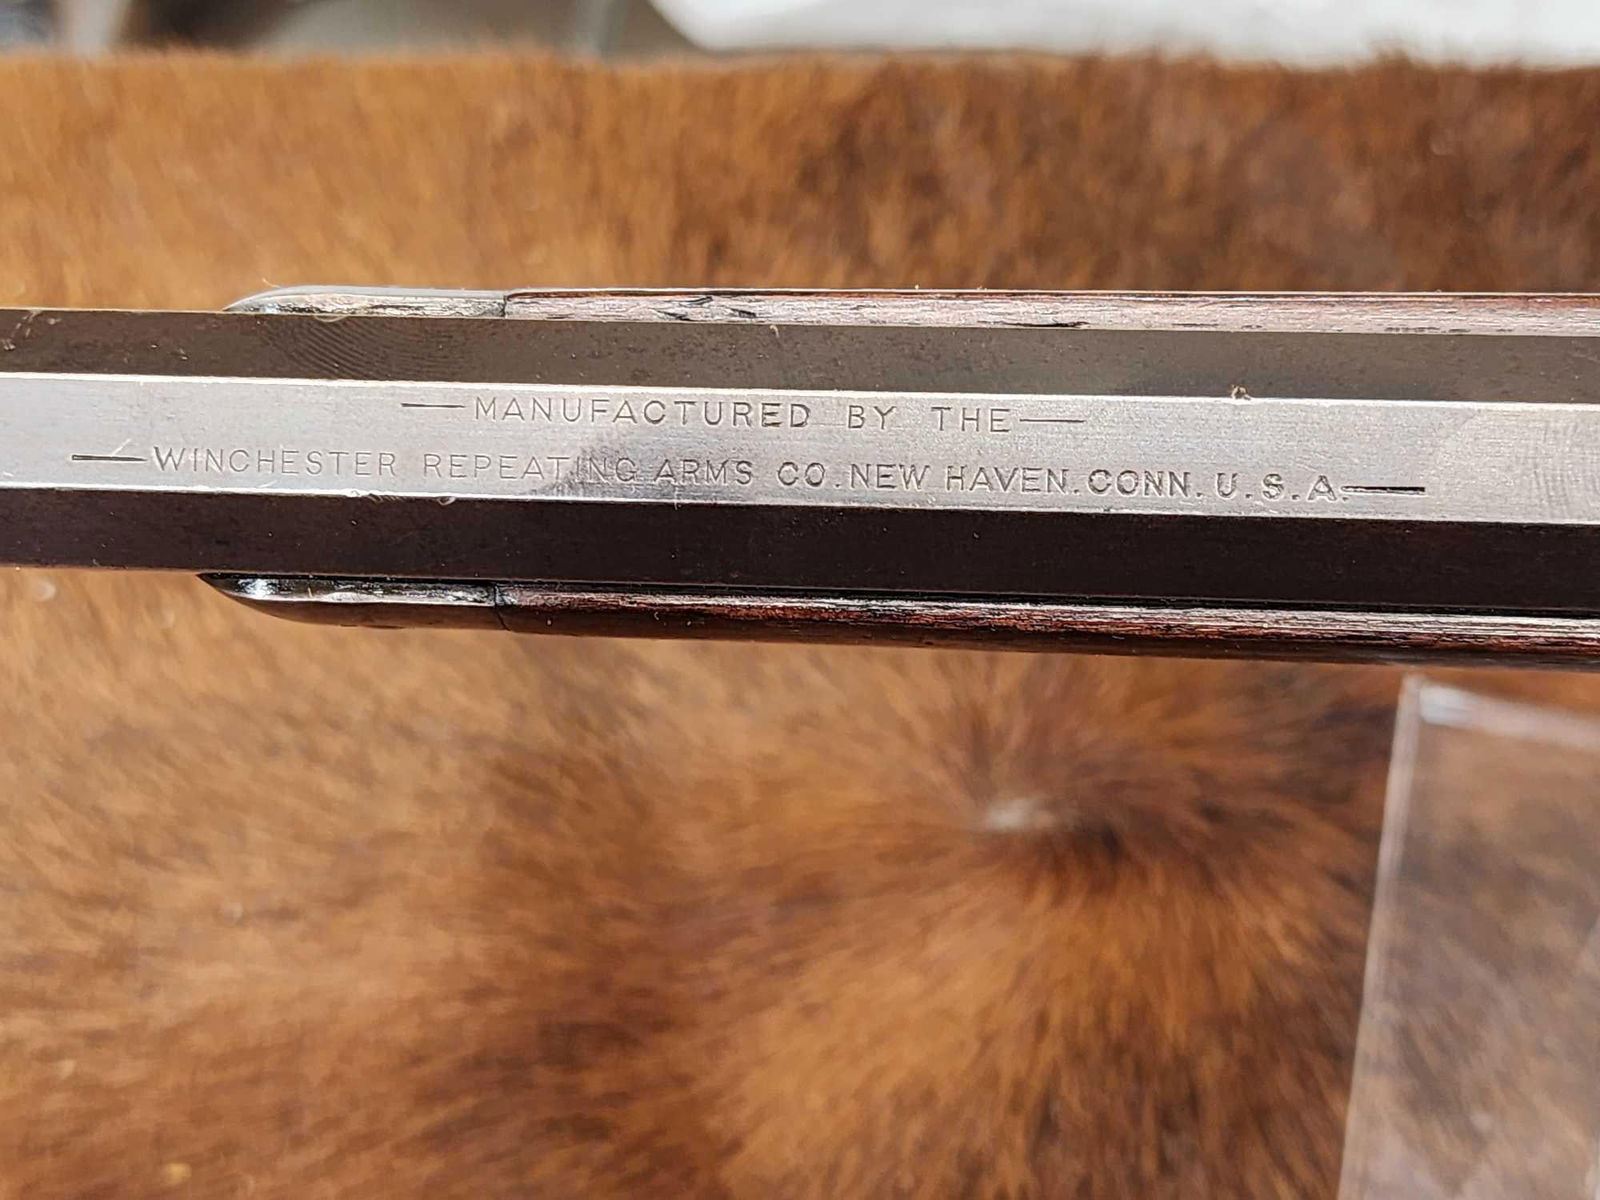 —MANUFACTURED BY THE—
—WINCHESTER REPEATING ARMS CO. NEW HAVEN. CONN. U.S.A.—